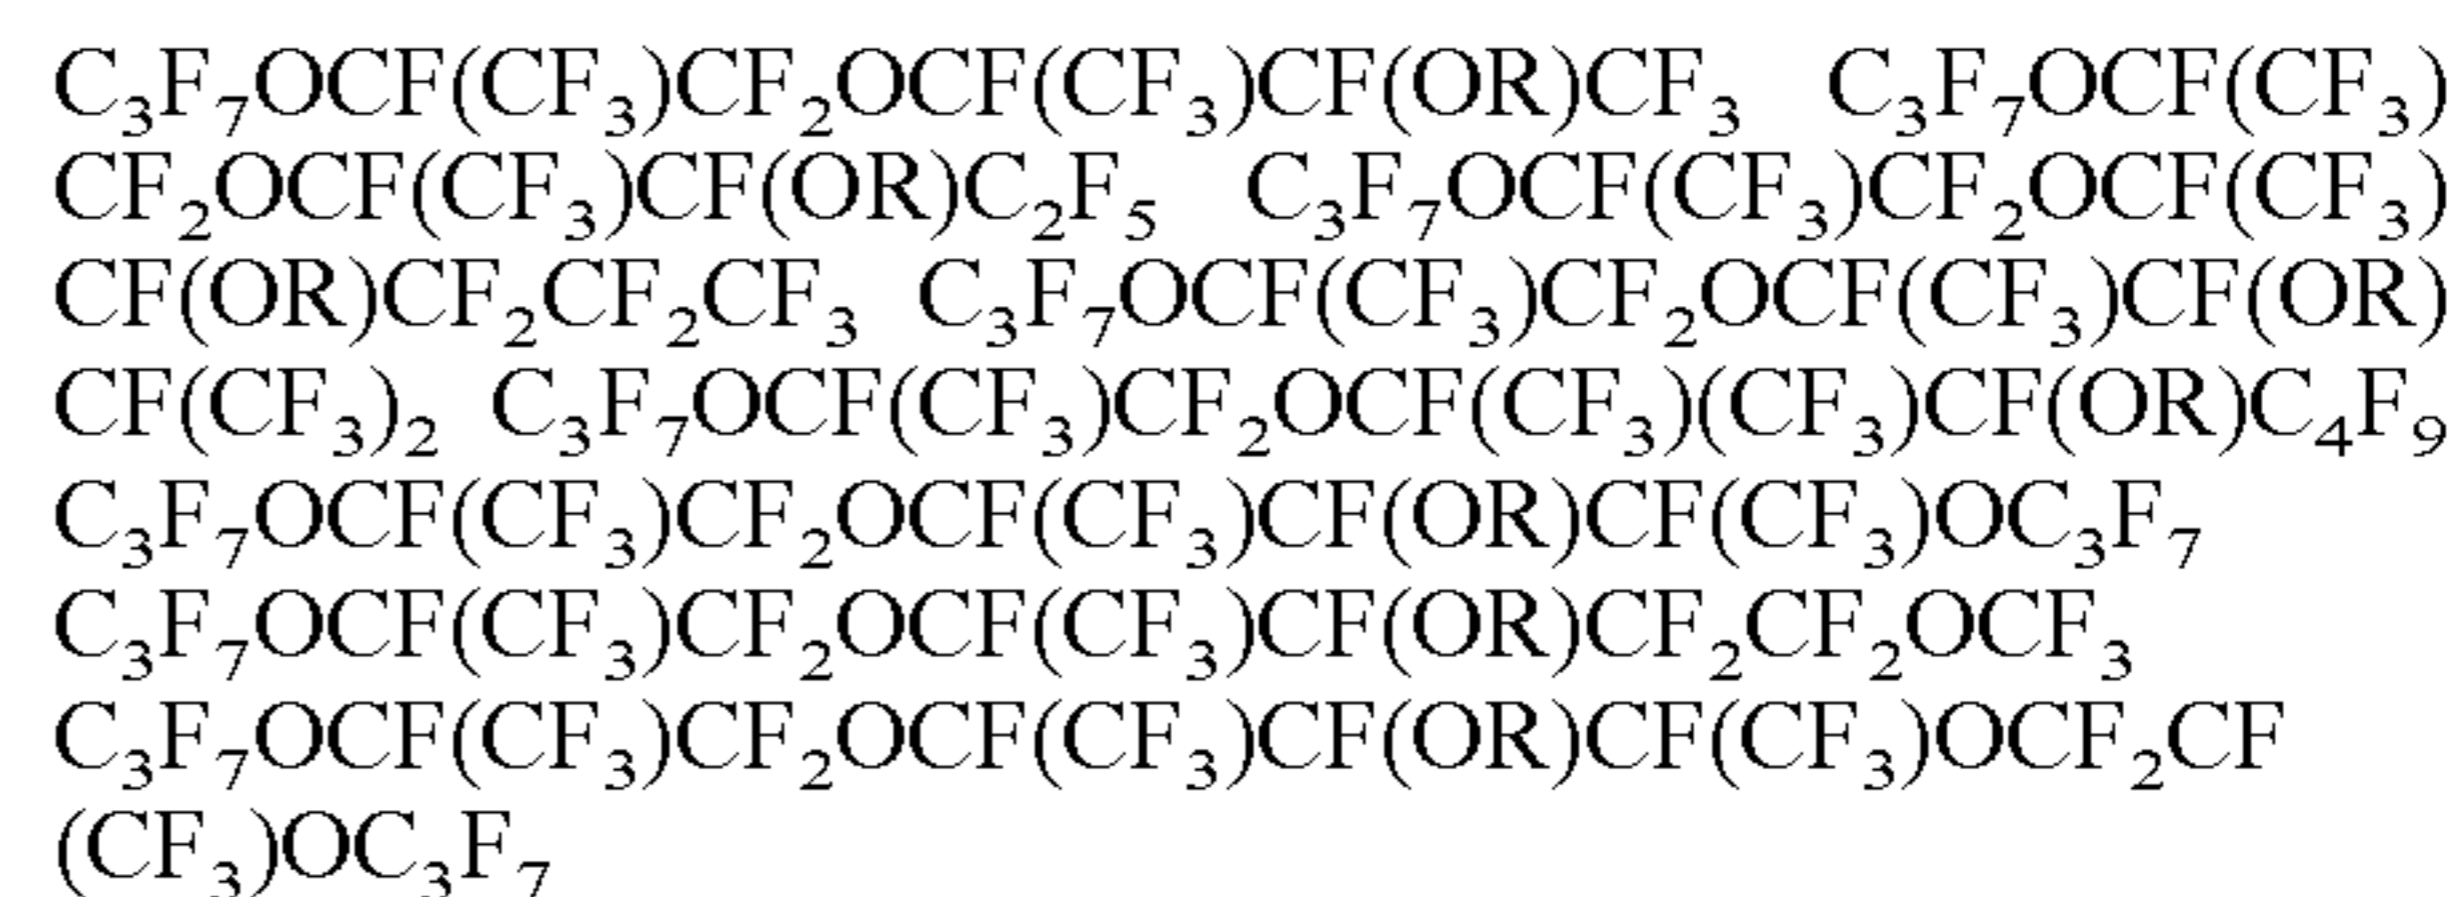 C₃F₇OCF(CF₃)CF₂OCF(CF₃)CF(OR)CF₃ C₃F₇OCF(CF₃)
CF₂OCF(CF₃)CF(OR)C₂F₅ C₃F₇OCF(CF₃)CF₂OCF(CF₃)
CF(OR)CF₂CF₂CF₃ C₃F₇OCF(CF₃)CF₂OCF(CF₃)CF(OR)
CF(CF₃)₂ C₃F₇OCF(CF₃)CF₂OCF(CF₃)(CF₃)CF(OR)C₄F₉
C₃F₇OCF(CF₃)CF₂OCF(CF₃)CF(OR)CF(CF₃)OC₃F₇
C₃F₇OCF(CF₃)CF₂OCF(CF₃)CF(OR)CF₂CF₂OCF₃
C₃F₇OCF(CF₃)CF₂OCF(CF₃)CF(OR)CF(CF₃)OCF₂CF
(CF₃)OC₃F₇